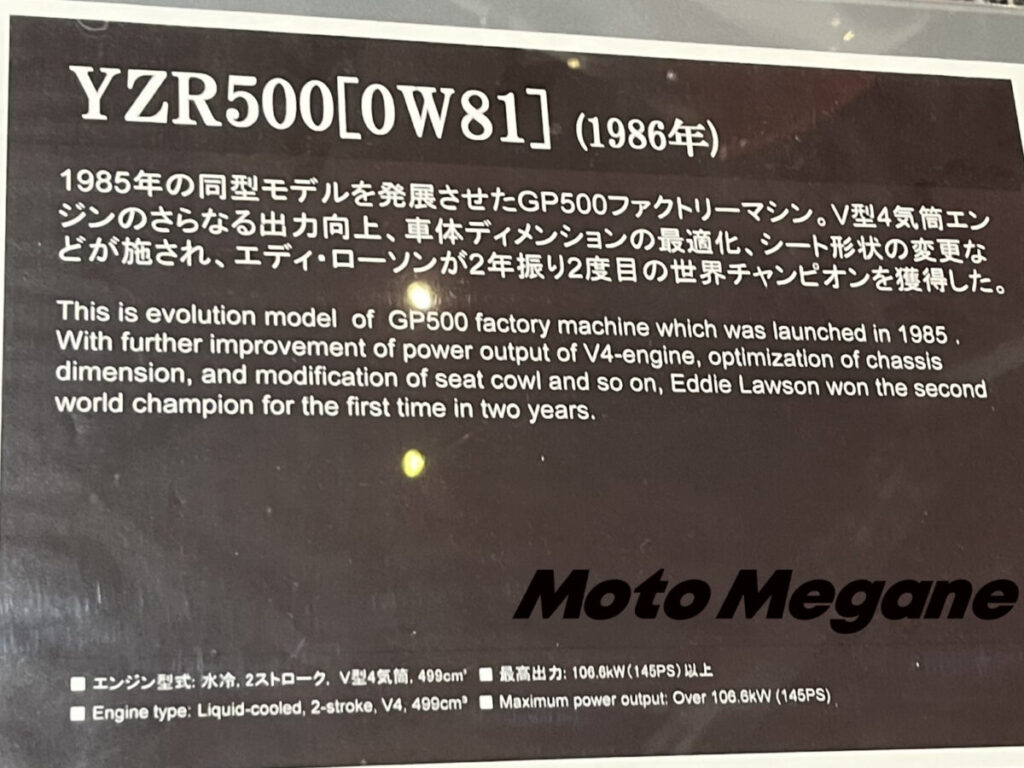 YZR500[0W81] (1986年)
1985年の同型モデルを発展させたGP500ファクトリーマシン。V型4気筒エン
ジンのさらなる出力向上、車体ディメンションの最適化、シート形状の変更な
どが施され、エディ・ローソンが2年振り2度目の世界チャンピオンを獲得した。
This is evolution model of GP500 factory machine which was launched in 1985 .
With further improvement of power output of V4-engine, optimization of chassis
dimension, and modification of seat cowl and so on, Eddie Lawson won the second
world champion for the first time in two years.
Moto Megane
■ エンジン型式: 水冷, 2ストローク, V型4気筒, 499cm³ ■ 最高出力: 106.6kW(145PS)以上
■ Engine type: Liquid-cooled, 2-stroke, V4, 499cm³ ■ Maximum power output: Over 106.6kW (145PS)